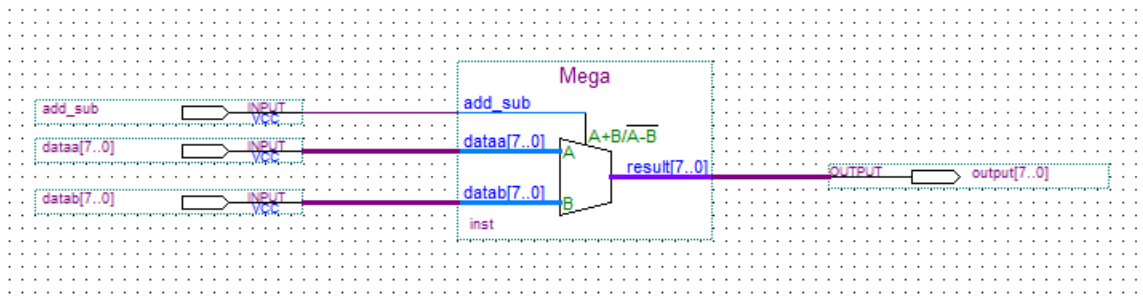 Mega
add_sub INPUT VCC add_sub
A+B/A-B
dataa[7..0] INPUT VCC dataa[7..0] A
result[7..0] OUTPUT output[7..0]
datab[7..0] INPUT VCC datab[7..0] B
inst